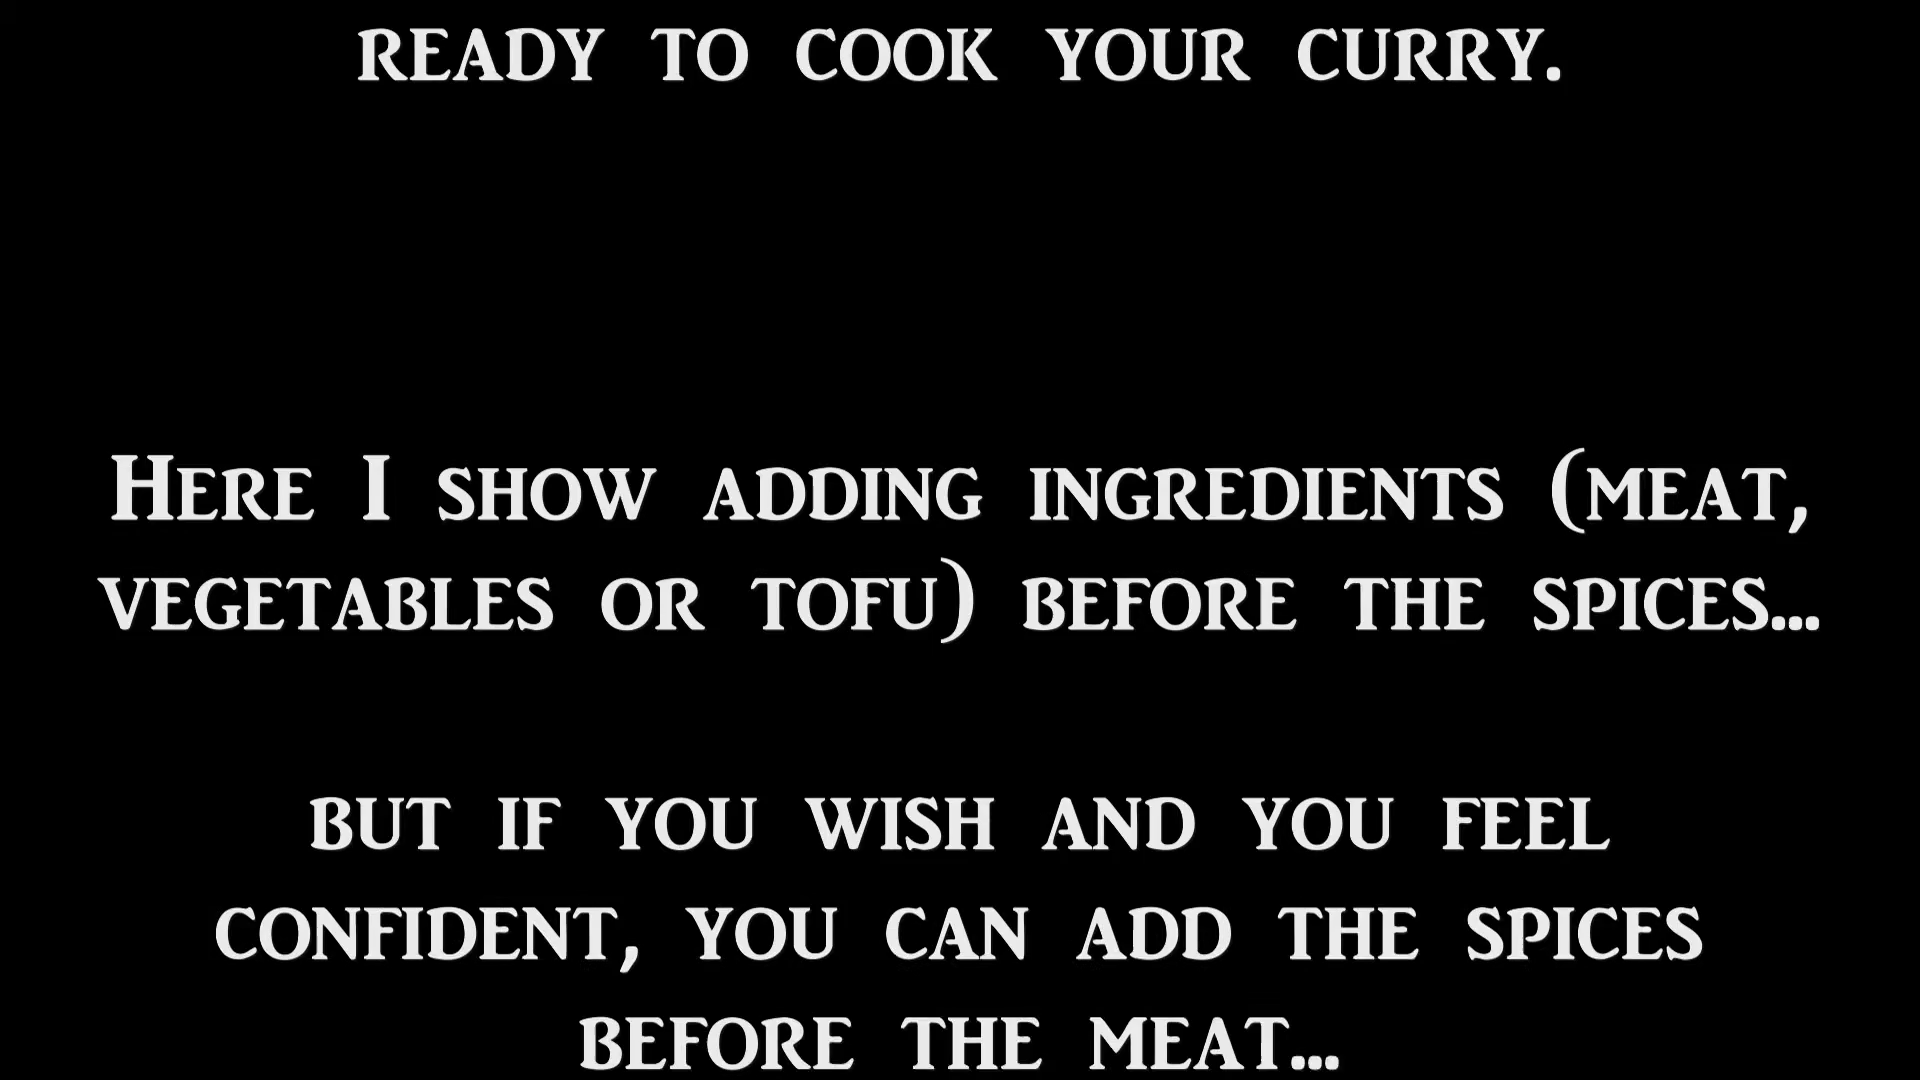 READY TO COOK YOUR CURRY.
HERE I SHOW ADDING INGREDIENTS (MEAT,
VEGETABLES OR TOFU) BEFORE THE SPICES...
BUT IF YOU WISH AND YOU FEEL
CONFIDENT, YOU CAN ADD THE SPICES
BEFORE THE MEAT...